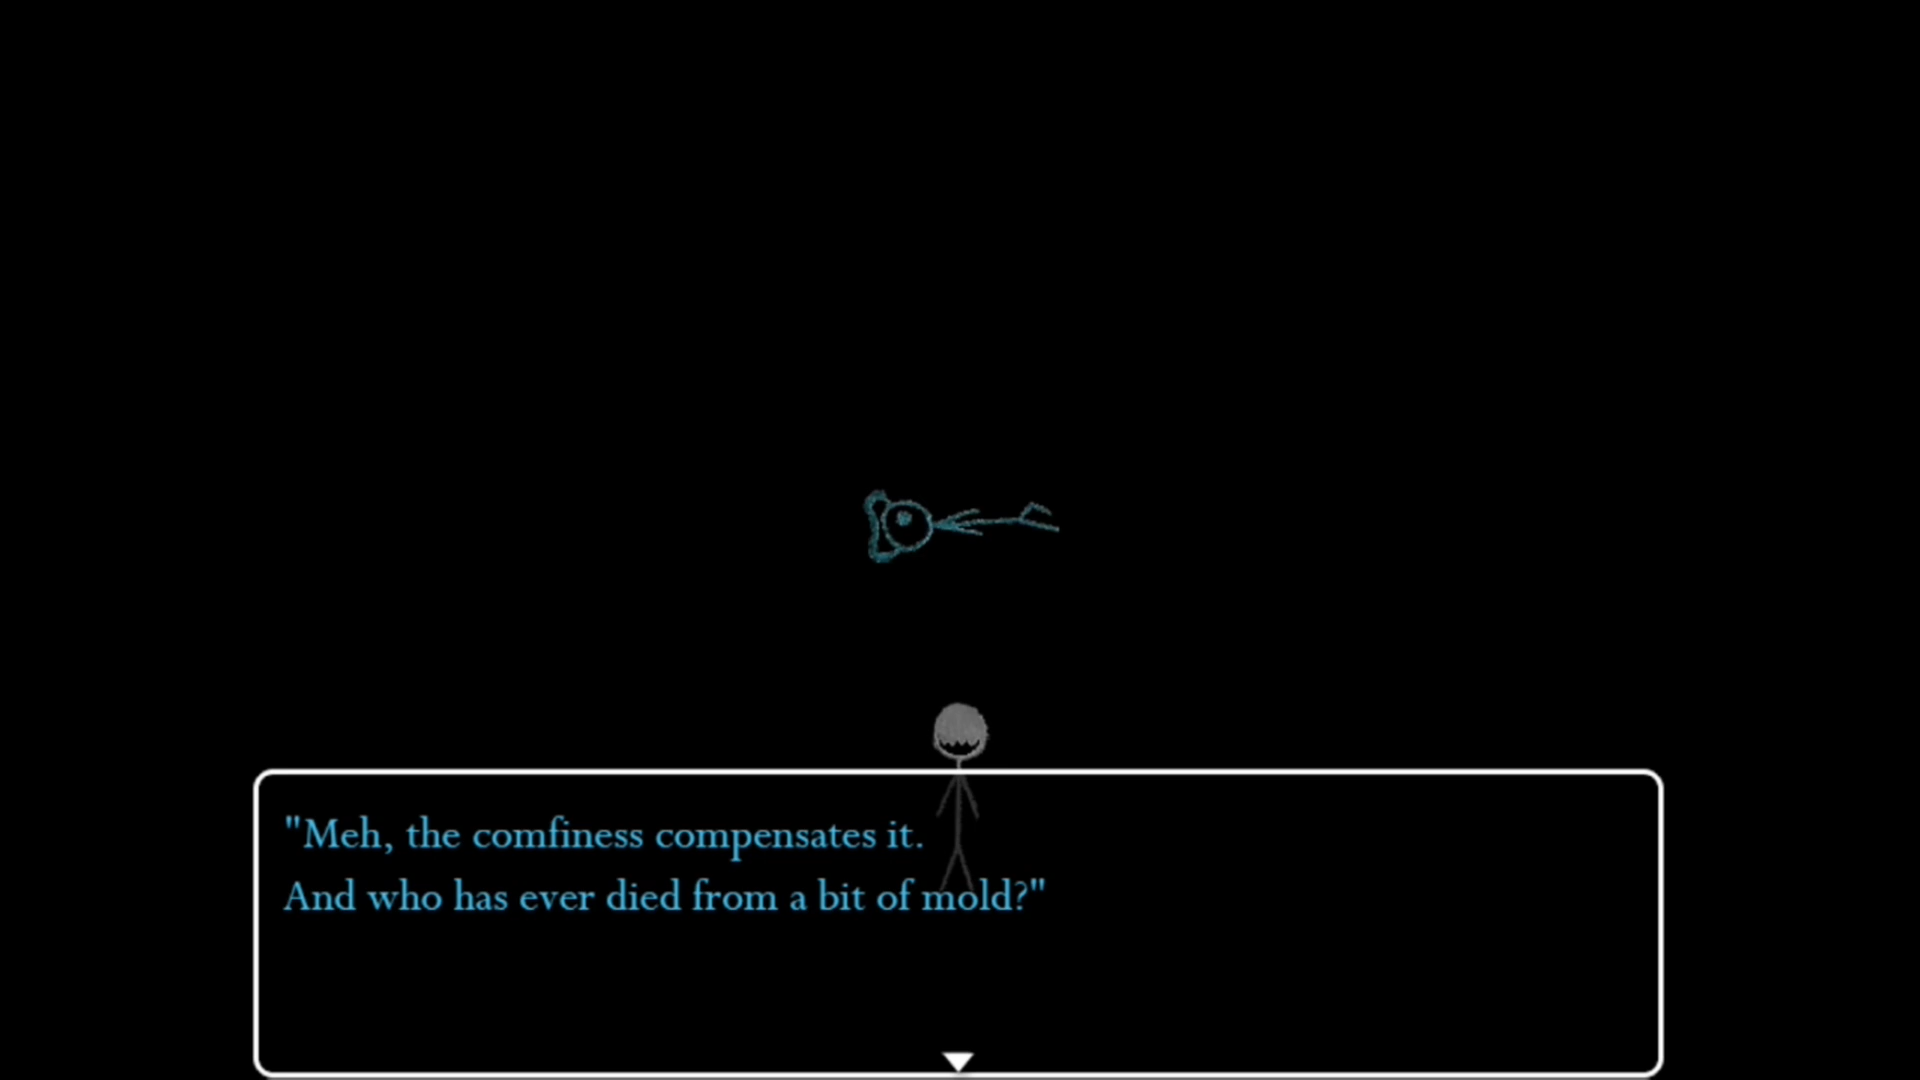 "Meh, the comfiness compensates it.
And who has ever died from a bit of mold?"